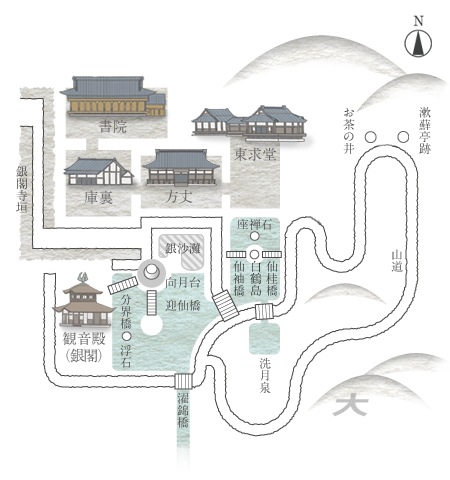 N
書院
東求堂
お茶の井
漱蘇亭跡
銀閣寺垣
庫裏
方丈
銀沙灘
座禅石
向月台
迎仙橋
仙袖橋
白鶴島
仙桂橋
山道
分界橋
浮石
観音殿
(銀閣)
洗月泉
濯錦橋
大